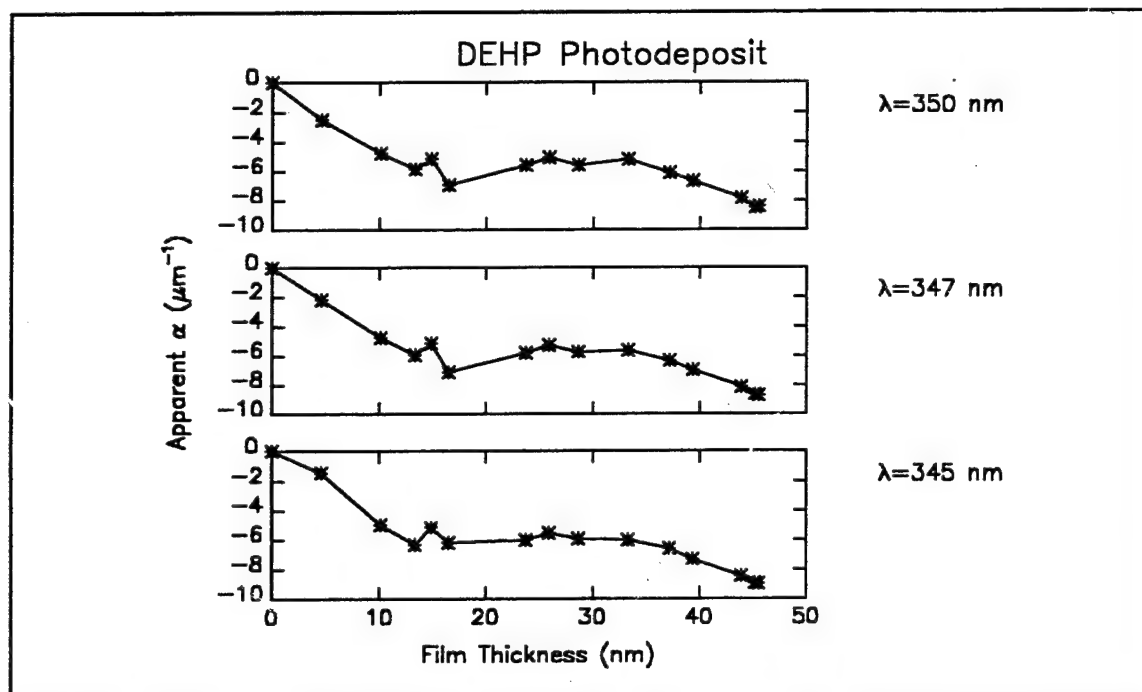 DEHP Photodeposit
0
−2
−4
−6
−8
−10
λ=350 nm
0
−2
−4
−6
−8
−10
λ=347 nm
0
−2
−4
−6
−8
−10
λ=345 nm
Apparent α (μm⁻¹)
0 10 20 30 40 50
Film Thickness (nm)